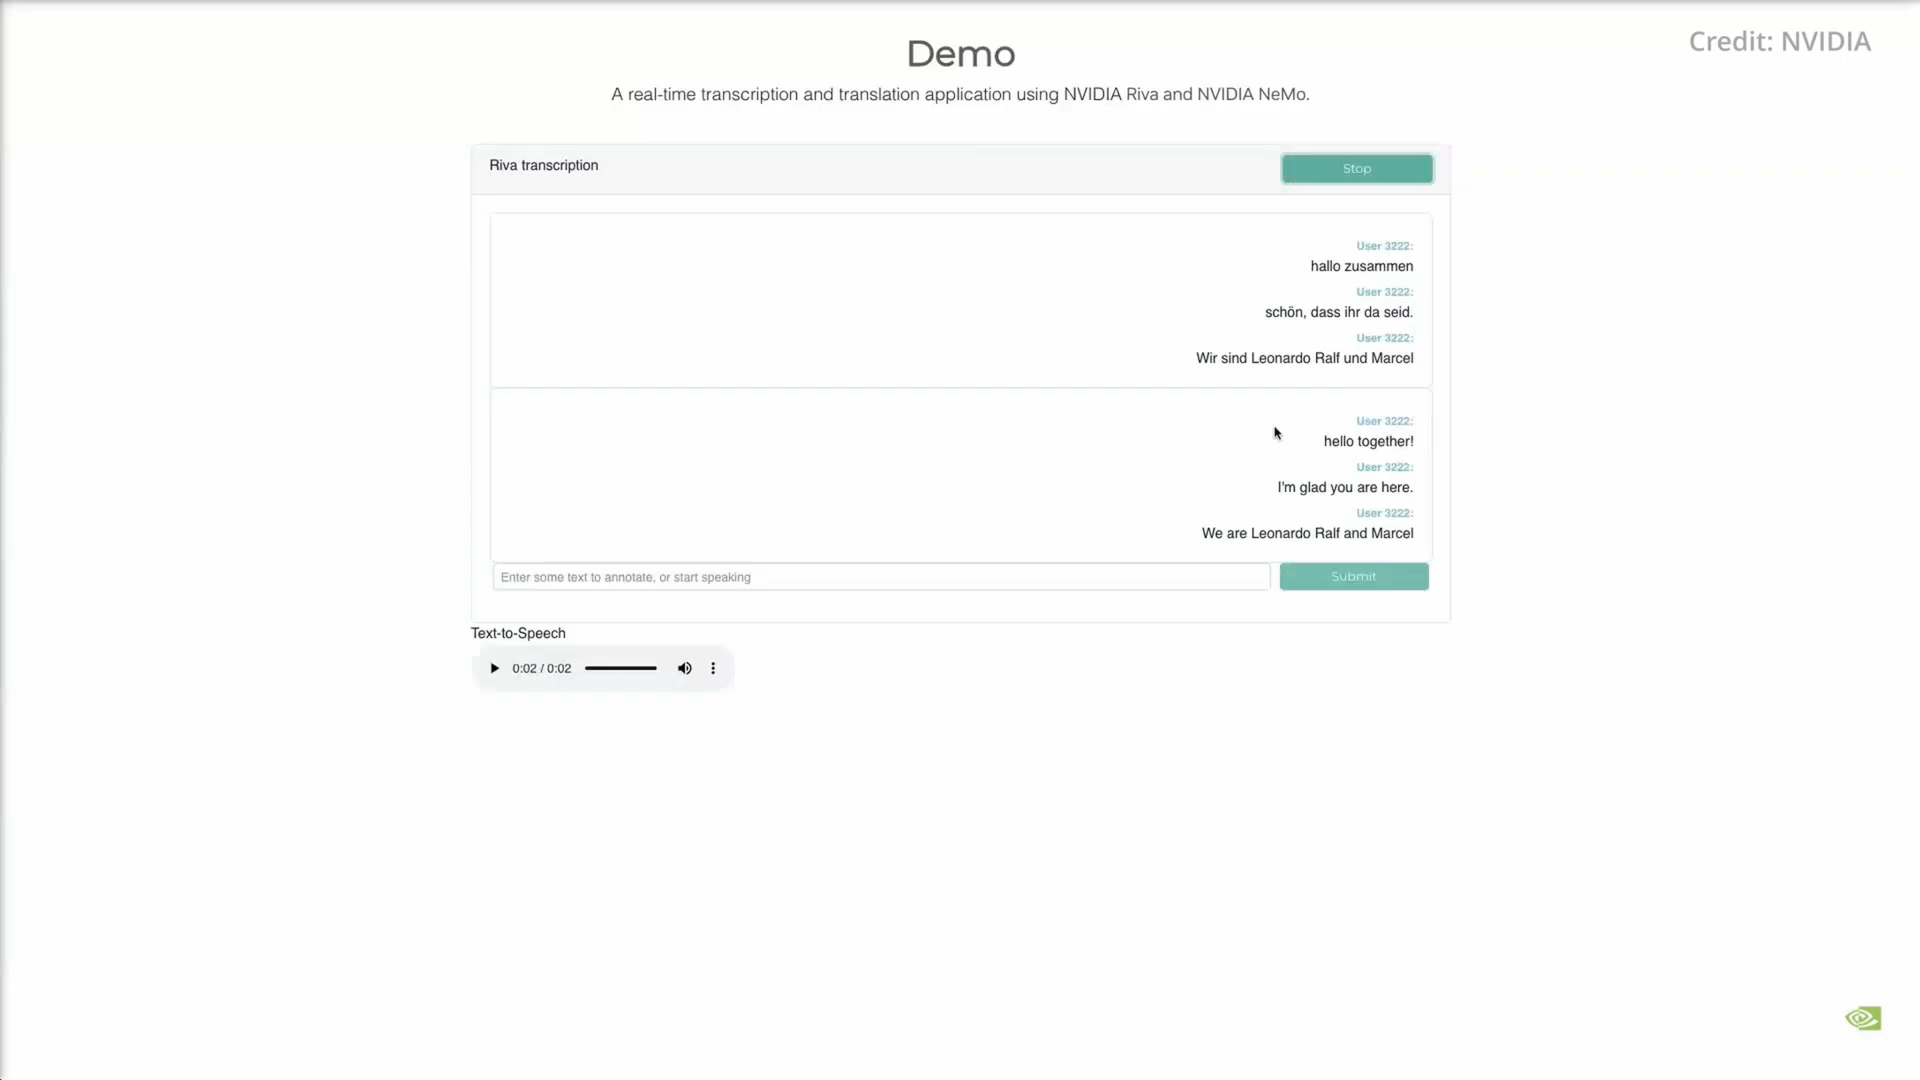 Credit: NVIDIA
Demo
A real-time transcription and translation application using NVIDIA Riva and NVIDIA NeMo.
Riva transcription
Stop
User 3222:
hallo zusammen
User 3222:
schön, dass ihr da seid.
User 3222:
Wir sind Leonardo Ralf und Marcel
User 3222:
hello together!
User 3222:
I'm glad you are here.
User 3222:
We are Leonardo Ralf and Marcel
Enter some text to annotate, or start speaking
Submit
Text-to-Speech
0:02 / 0:02